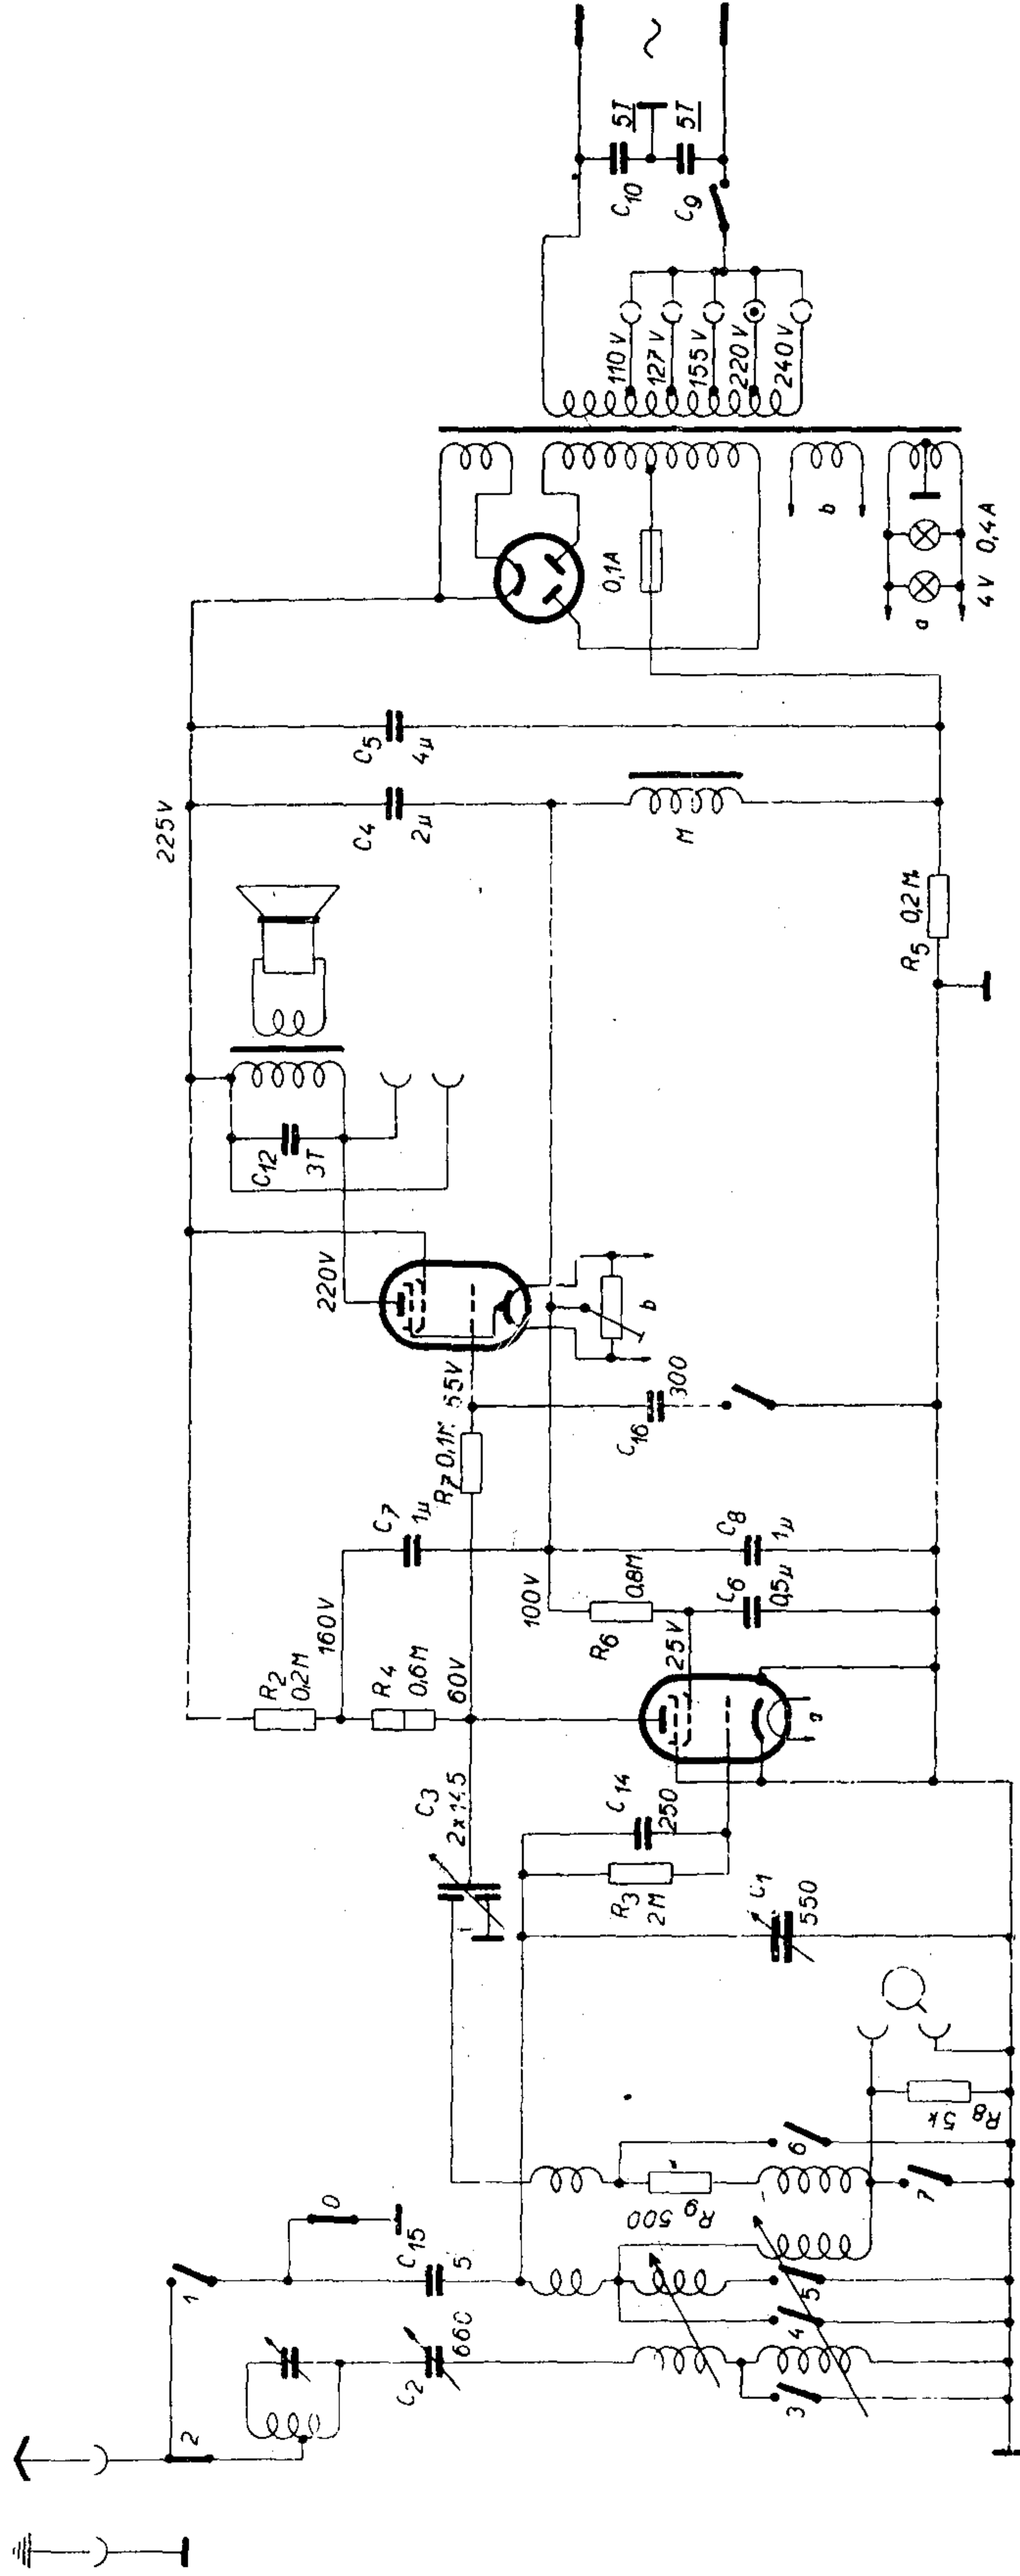 225V
R2
0,2M
160V
R4
0,6M
60V
C7
1µ
R7 0,1M
55V
220V
C12
3T
C4
2µ
C5
4µ
0,1A
M
110V
127V
155V
220V
240V
C10
5T
C9
5T
~
b
a
4V 0,4A
R5 0,2M
C16
300
b
100V
R6
0,8M
25V
C6
0,5µ
C8
1µ
C3
2x14,5
C14
250
R3
2M
C1
550
a
R8
5k
R9 500
6
7
5
4
3
C15
5
C2
660
1
0
2